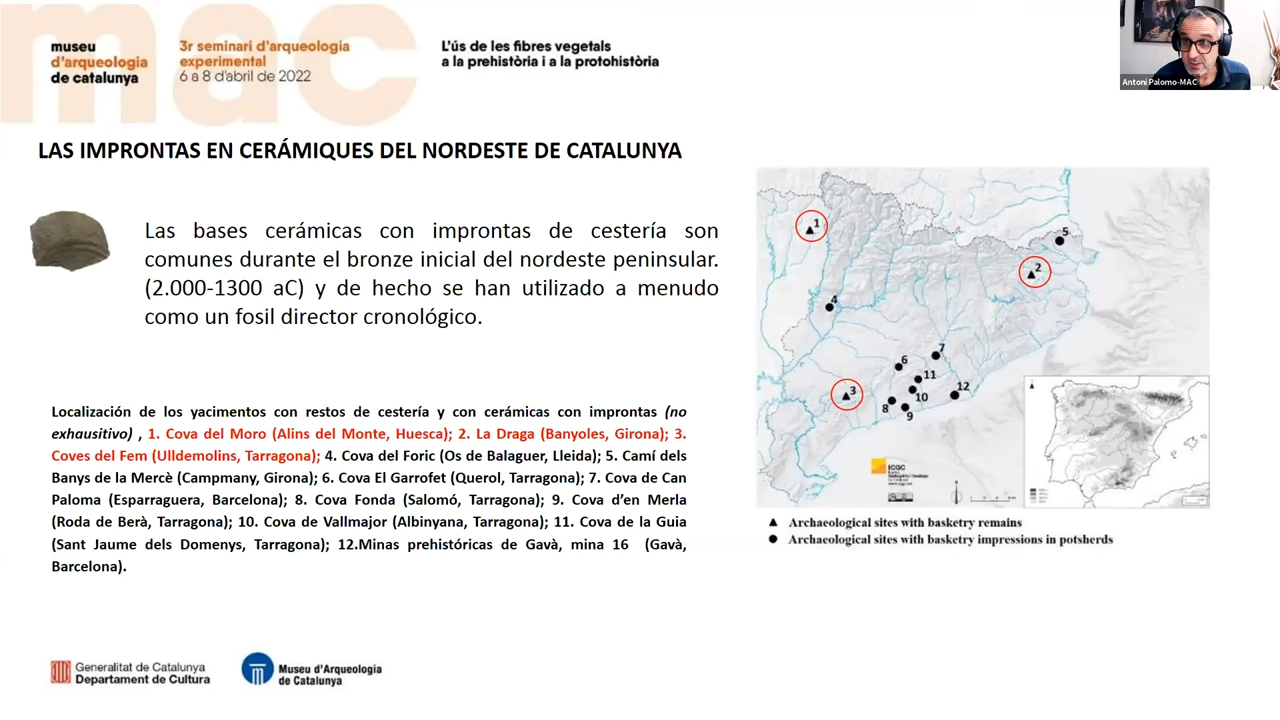 museu
d'arqueologia
de catalunya
3r seminari d'arqueologia
experimental
6 a 8 d'abril de 2022
L'ús de les fibres vegetals
a la prehistòria i a la protohistòria
Antoni Palomo-MAC
LAS IMPRONTAS EN CERÁMIQUES DEL NORDESTE DE CATALUNYA
Las bases cerámicas con improntas de cestería son
comunes durante el bronze inicial del nordeste peninsular.
(2.000-1300 aC) y de hecho se han utilizado a menudo
como un fosil director cronológico.
Localización de los yacimentos con restos de cestería y con cerámicas con improntas (no
exhausitivo) , 1. Cova del Moro (Alins del Monte, Huesca); 2. La Draga (Banyoles, Girona); 3.
Coves del Fem (Ulldemolins, Tarragona); 4. Cova del Foric (Os de Balaguer, Lleida); 5. Camí dels
Banys de la Mercè (Campmany, Girona); 6. Cova El Garrofet (Querol, Tarragona); 7. Cova de Can
Paloma (Esparraguera, Barcelona); 8. Cova Fonda (Salomó, Tarragona); 9. Cova d'en Merla
(Roda de Berà, Tarragona); 10. Cova de Vallmajor (Albinyana, Tarragona); 11. Cova de la Guia
(Sant Jaume dels Domenys, Tarragona); 12.Minas prehistóricas de Gavà, mina 16 (Gavà,
Barcelona).
1
5
2
4
7
6
11
3
12
10
8
9
ICGC
Archaeological sites with basketry remains
Archaeological sites with basketry impressions in potsherds
Generalitat de Catalunya
Departament de Cultura
Museu d'Arqueologia
de Catalunya